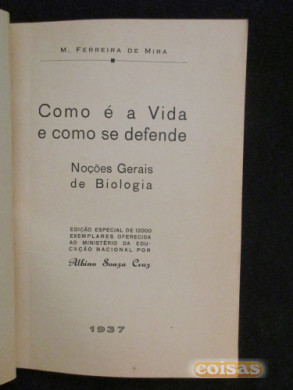 M. FERREIRA DE MIRA
Como é a Vida
e como se defende
Noções Gerais
de Biologia
EDIÇÃO ESPECIAL DE 12000
EXEMPLARES OFERECIDA
AO MINISTÉRIO DA EDU-
CAÇÃO NACIONAL POR
Albino Souza Cruz
1937
coisas